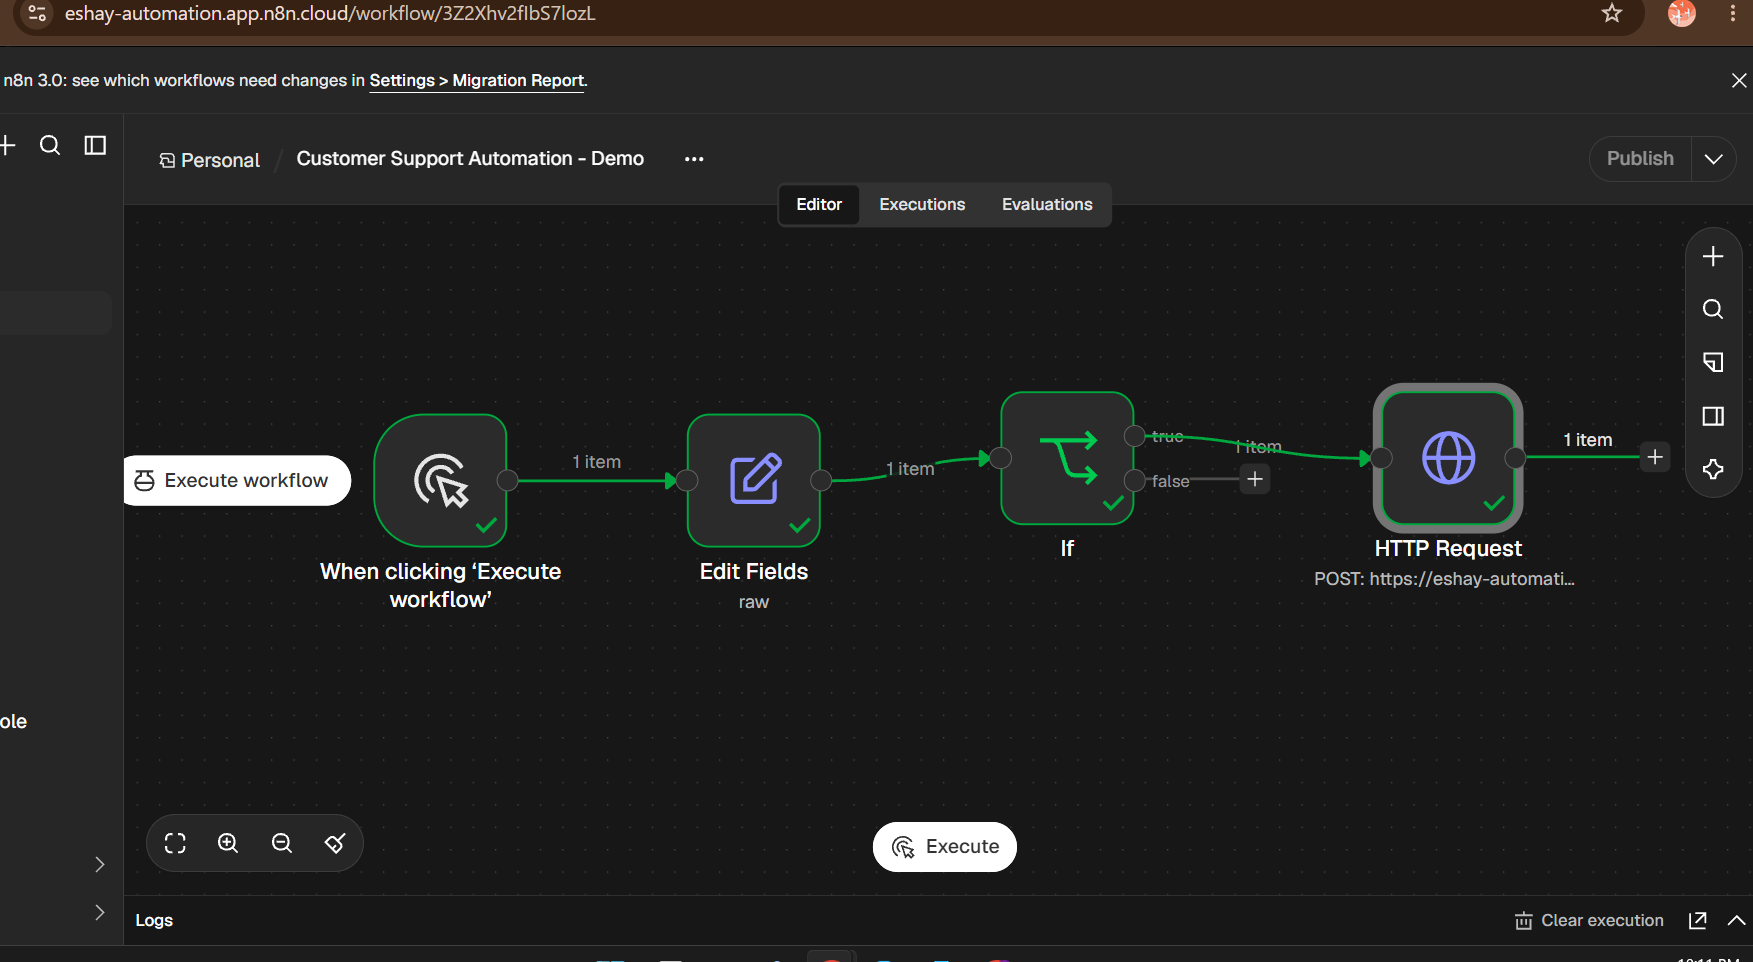 eshay-automation.app.n8n.cloud/workflow/3Z2Xhv2fIbS7lozL
n8n 3.0: see which workflows need changes in Settings > Migration Report.
Personal / Customer Support Automation - Demo
Publish
Editor
Executions
Evaluations
Execute workflow
1 item
1 item
true
false
1 item
1 item
When clicking ‘Execute
workflow’
Edit Fields
raw
If
HTTP Request
POST: https://eshay-automati...
ole
Execute
Logs
Clear execution